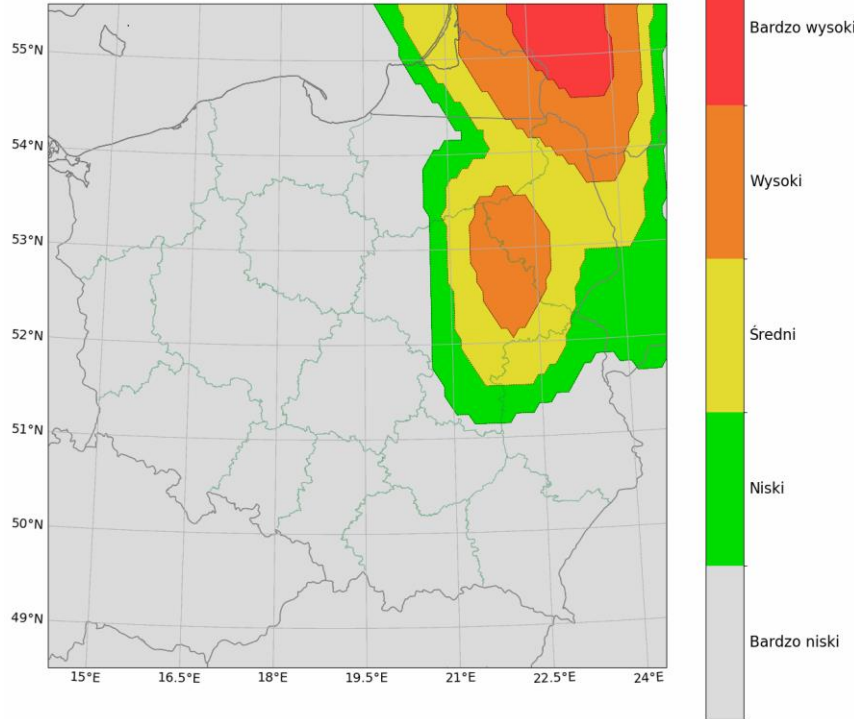 55°N
54°N
53°N
52°N
51°N
50°N
49°N
15°E
16.5°E
18°E
19.5°E
21°E
22.5°E
24°E
Bardzo wysoki
Wysoki
Średni
Niski
Bardzo niski